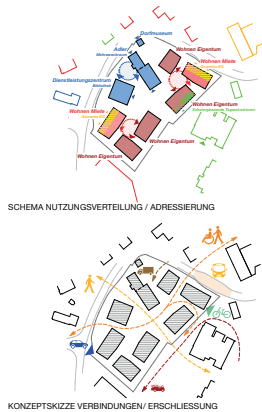 Dorfmuseum
Adler
Mehrzweckraum
Wohnen Eigentum
Wohnen Miete
Dienstleistungszentrum
Bibliothek
Wohnen Miete
Wohnen Eigentum
Wohnen Eigentum
Wohnen Eigentum
SCHEMA NUTZUNGSVERTEILUNG / ADRESSIERUNG
KONZEPTSKIZZE VERBINDUNGEN/ ERSCHLIESSUNG